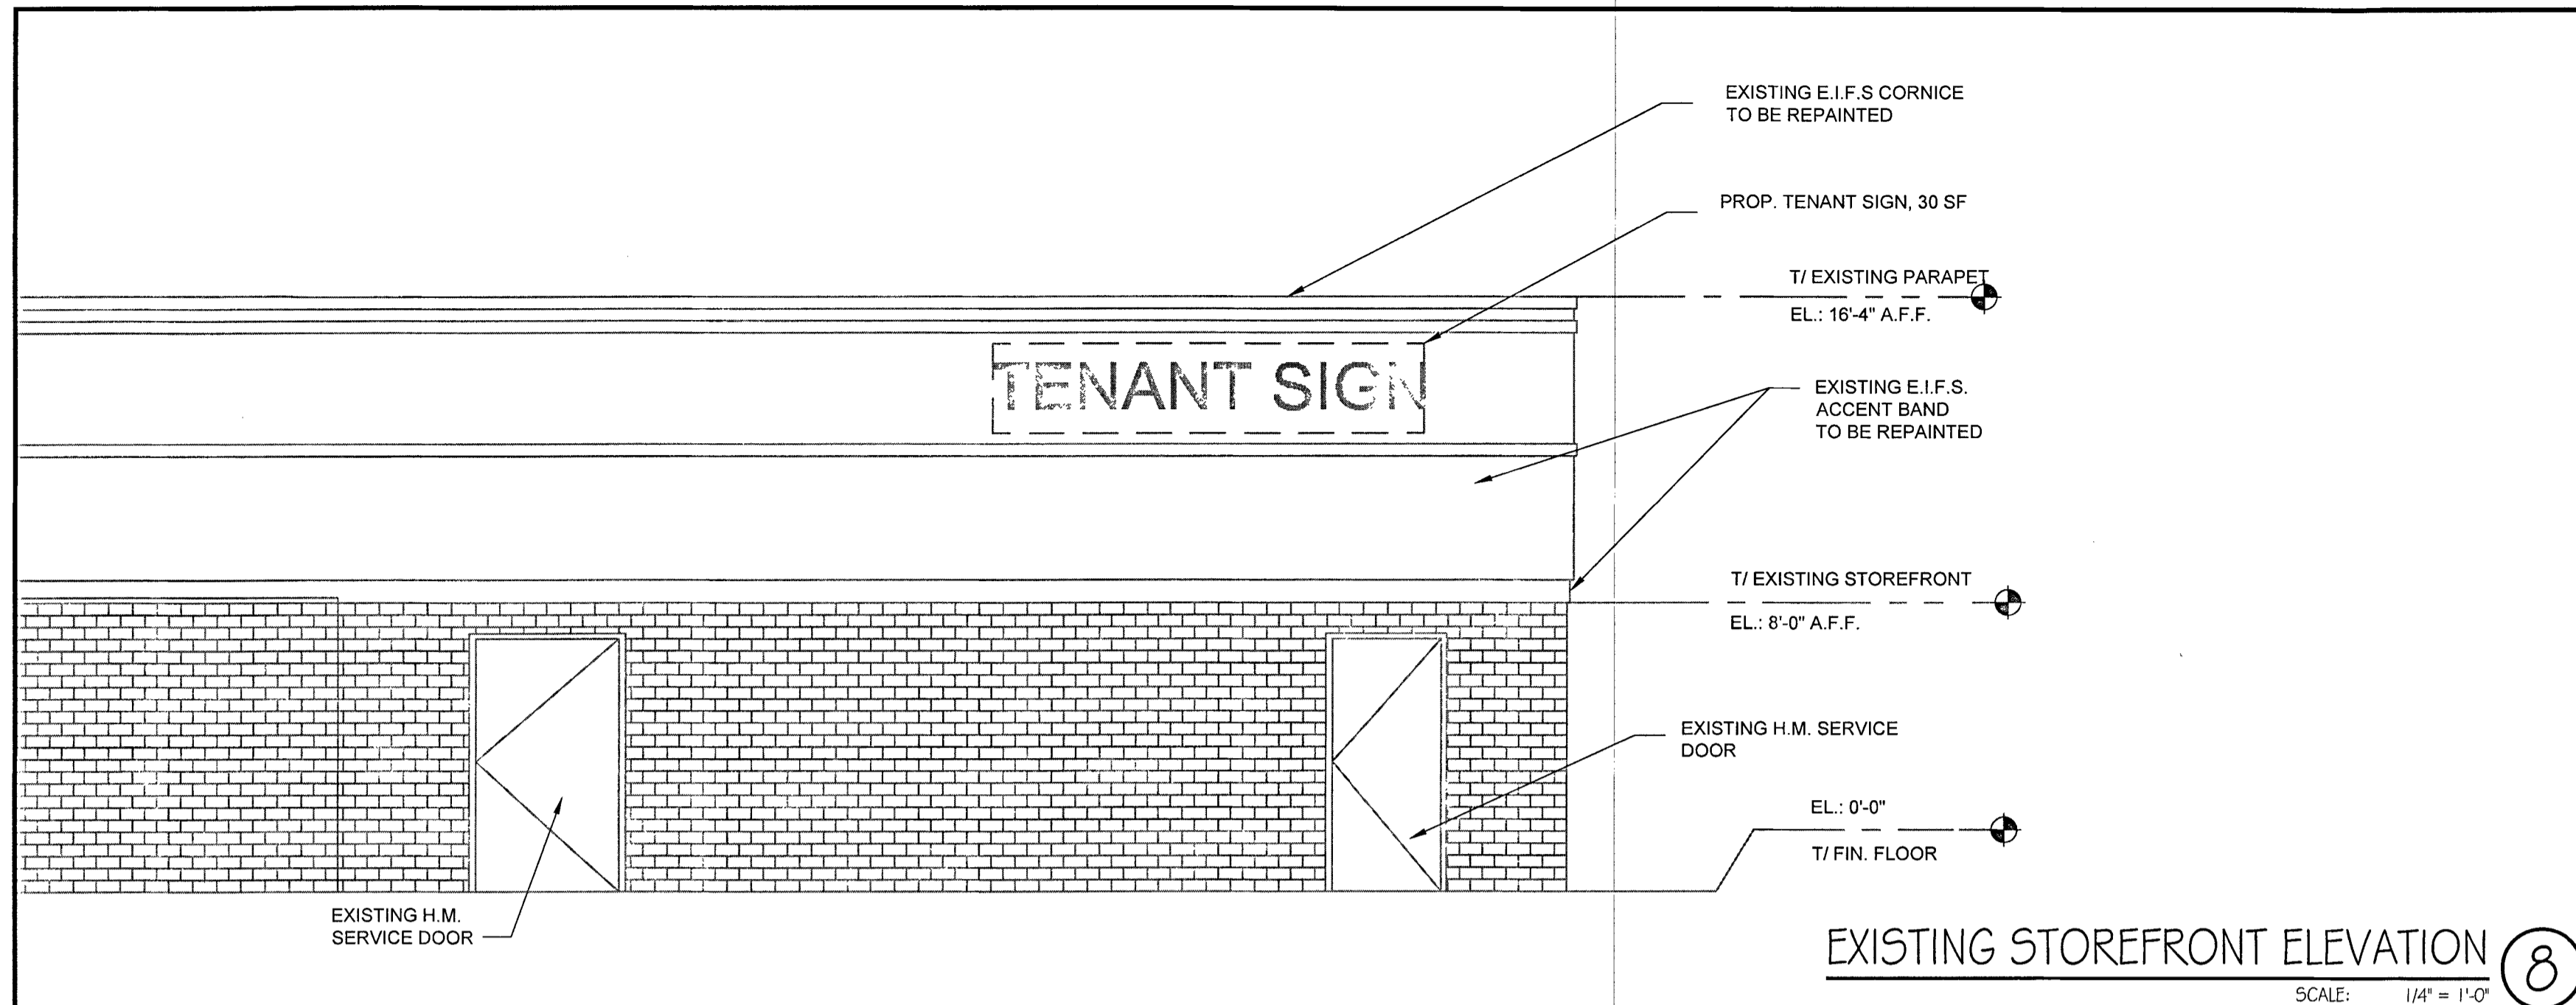 EXISTING E.I.F.S CORNICE
TO BE REPAINTED
PROP. TENANT SIGN, 30 SF
T/ EXISTING PARAPET
EL.: 16'-4" A.F.F.
TENANT SIGN
EXISTING E.I.F.S.
ACCENT BAND
TO BE REPAINTED
T/ EXISTING STOREFRONT
EL.: 8'-0" A.F.F.
EXISTING H.M. SERVICE
DOOR
EL.: 0'-0"
T/ FIN. FLOOR
EXISTING H.M.
SERVICE DOOR
EXISTING STOREFRONT ELEVATION 8
SCALE: 1/4" = 1'-0"